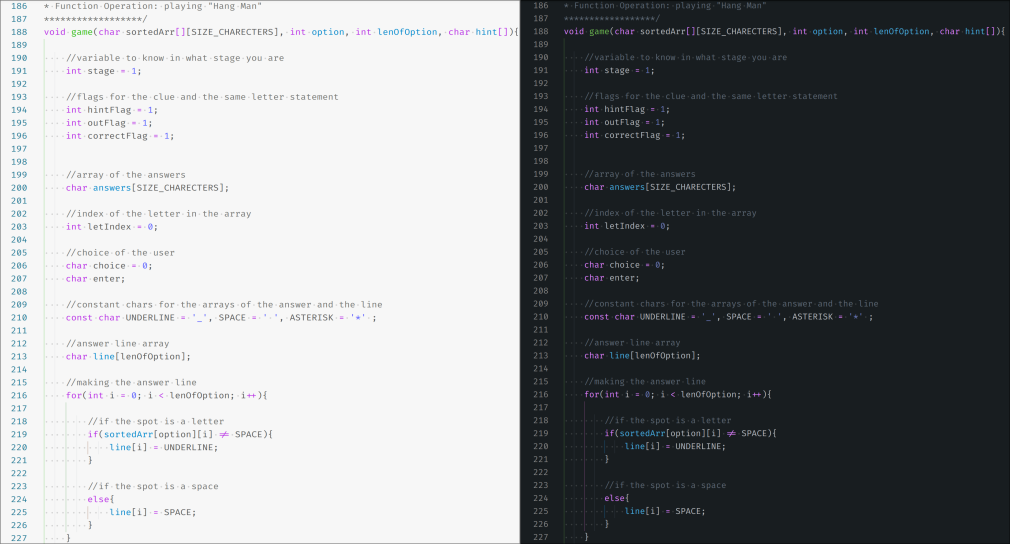 186 * Function Operation: playing "Hang Man"
187 *******************/
188 void game(char sortedArr[][SIZE_CHARECTERS], int option, int lenOfOption, char hint[]){
189
190 //variable to know in what stage you are
191 int stage = 1;
192
193 //flags for the clue and the same letter statement
194 int hintFlag = 1;
195 int outFlag = 1;
196 int correctFlag = 1;
197
198
199 //array of the answers
200 char answers[SIZE_CHARECTERS];
201
202 //index of the letter in the array
203 int letIndex = 0;
204
205 //choice of the user
206 char choice = 0;
207 char enter;
208
209 //constant chars for the arrays of the answer and the line
210 const char UNDERLINE = '_', SPACE = ' ', ASTERISK = '*' ;
211
212 //answer line array
213 char line[lenOfOption];
214
215 //making the answer line
216 for(int i = 0; i < lenOfOption; i++){
217
218 //if the spot is a letter
219 if(sortedArr[option][i] ≠ SPACE){
220 line[i] = UNDERLINE;
221 }
222
223 //if the spot is a space
224 else{
225 line[i] = SPACE;
226 }
227 }
186 * Function Operation: playing "Hang Man"
187 *******************/
188 void game(char sortedArr[][SIZE_CHARECTERS], int option, int lenOfOption, char hint[]){
189
190 //variable to know in what stage you are
191 int stage = 1;
192
193 //flags for the clue and the same letter statement
194 int hintFlag = 1;
195 int outFlag = 1;
196 int correctFlag = 1;
197
198
199 //array of the answers
200 char answers[SIZE_CHARECTERS];
201
202 //index of the letter in the array
203 int letIndex = 0;
204
205 //choice of the user
206 char choice = 0;
207 char enter;
208
209 //constant chars for the arrays of the answer and the line
210 const char UNDERLINE = '_', SPACE = ' ', ASTERISK = '*' ;
211
212 //answer line array
213 char line[lenOfOption];
214
215 //making the answer line
216 for(int i = 0; i < lenOfOption; i++){
217
218 //if the spot is a letter
219 if(sortedArr[option][i] ≠ SPACE){
220 line[i] = UNDERLINE;
221 }
222
223 //if the spot is a space
224 else{
225 line[i] = SPACE;
226 }
227 }